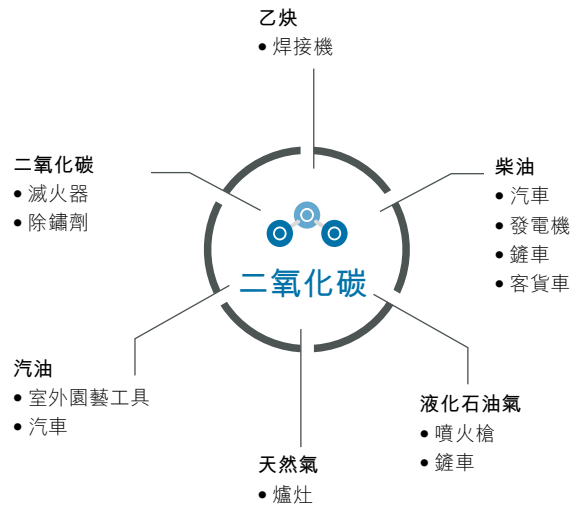 乙炔
• 焊接機
二氧化碳
• 滅火器
• 除鏽劑
柴油
• 汽車
• 發電機
• 鏟車
• 客貨車
二氧化碳
汽油
• 室外園藝工具
• 汽車
液化石油氣
• 噴火槍
• 鏟車
天然氣
• 爐灶